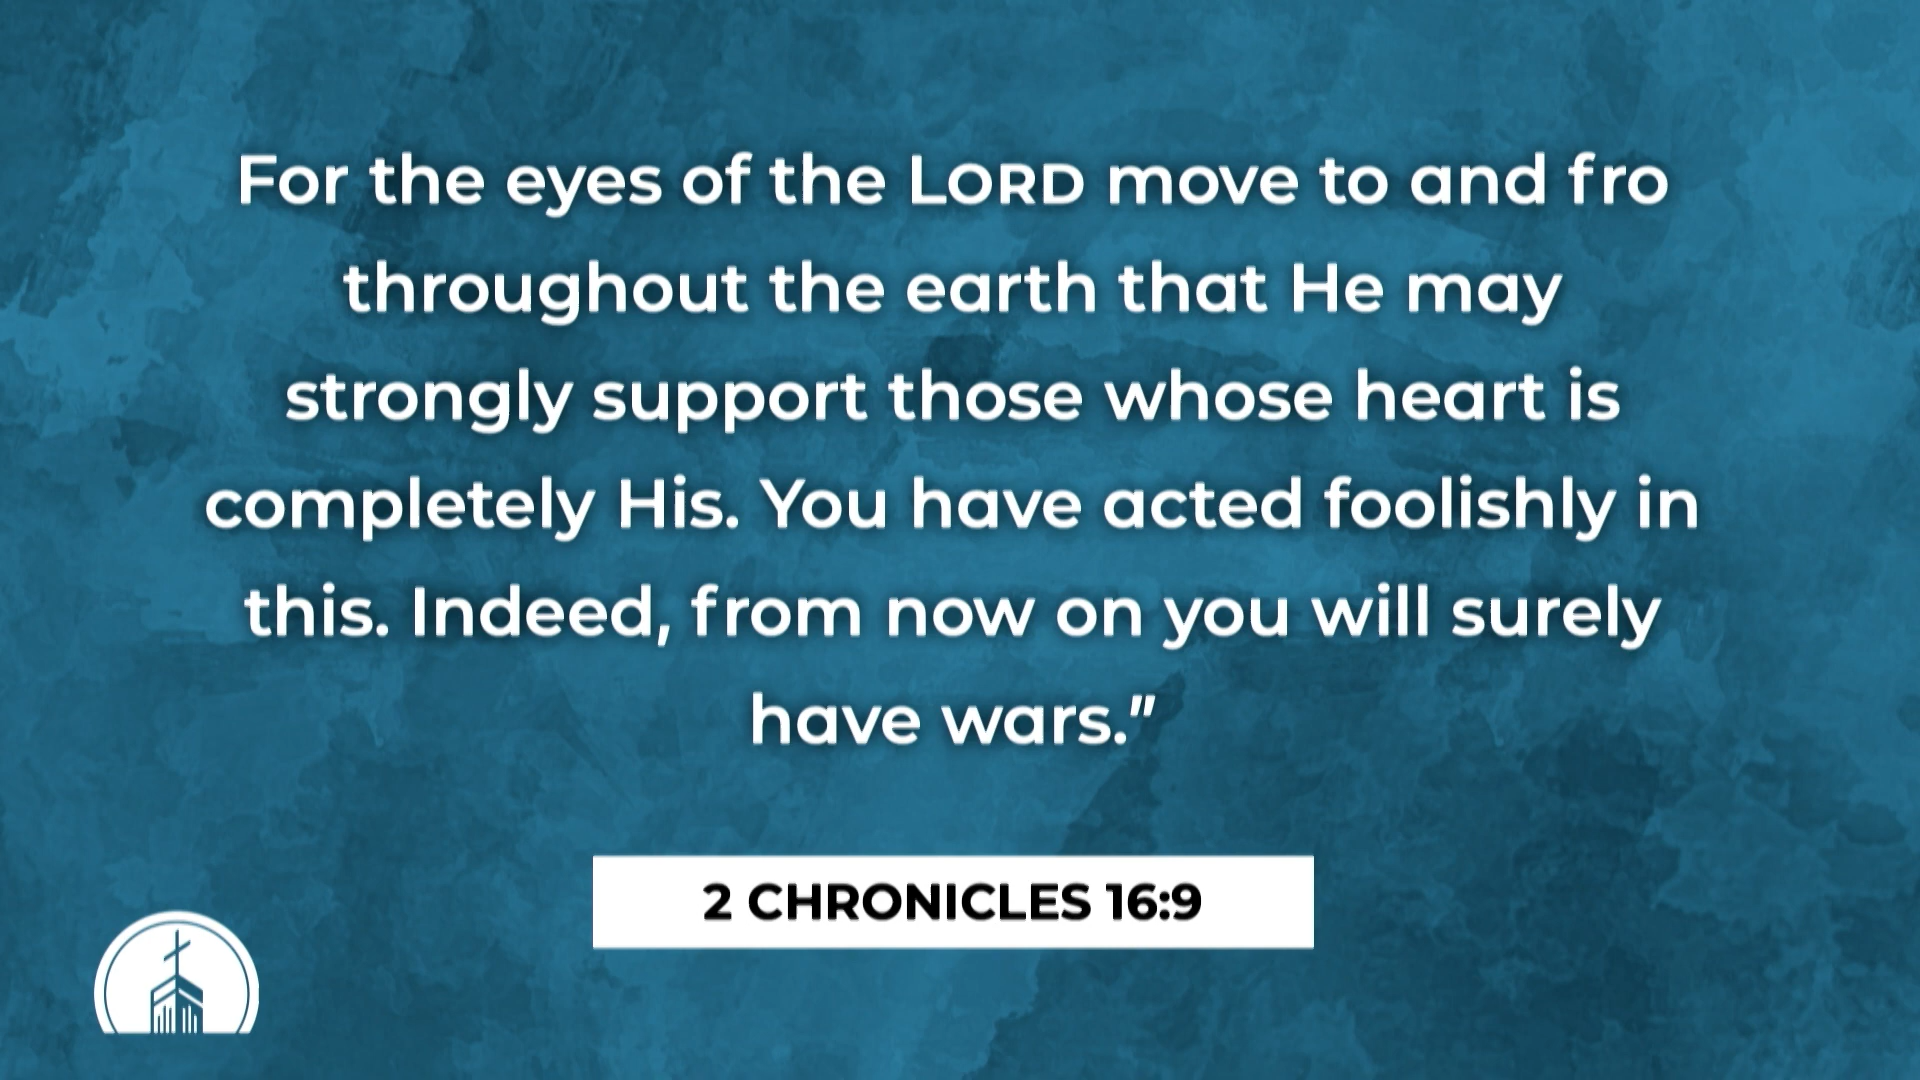 For the eyes of the LORD move to and fro
throughout the earth that He may
strongly support those whose heart is
completely His. You have acted foolishly in
this. Indeed, from now on you will surely
have wars.”
2 CHRONICLES 16:9